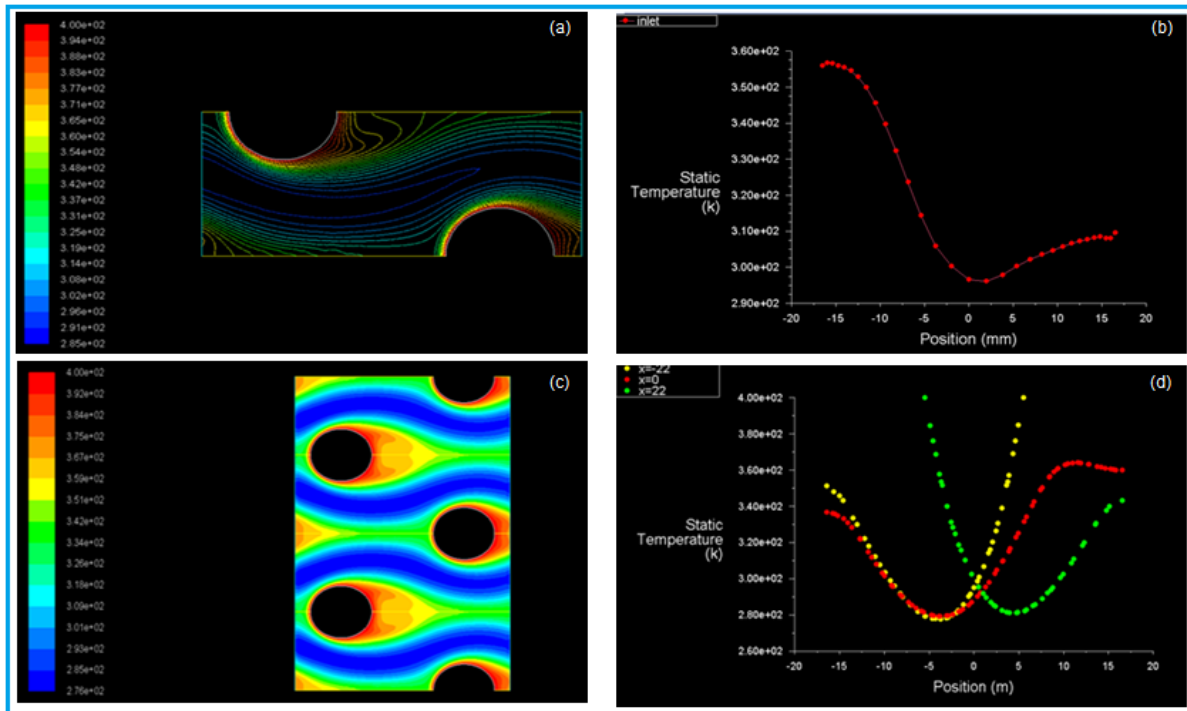 (a)
4.00e+02
3.94e+02
3.88e+02
3.83e+02
3.77e+02
3.71e+02
3.65e+02
3.60e+02
3.54e+02
3.48e+02
3.42e+02
3.37e+02
3.31e+02
3.25e+02
3.19e+02
3.14e+02
3.08e+02
3.02e+02
2.96e+02
2.91e+02
2.85e+02
(b)
inlet
3.60e+02
3.50e+02
3.40e+02
3.30e+02
3.20e+02
3.10e+02
3.00e+02
2.90e+02
Static
Temperature
(k)
-20 -15 -10 -5 0 5 10 15 20
Position (mm)
(c)
4.00e+02
3.92e+02
3.84e+02
3.75e+02
3.67e+02
3.59e+02
3.51e+02
3.42e+02
3.34e+02
3.26e+02
3.18e+02
3.09e+02
3.01e+02
2.93e+02
2.85e+02
2.76e+02
(d)
x=-22
x=0
x=22
4.00e+02
3.80e+02
3.60e+02
3.40e+02
3.20e+02
3.00e+02
2.80e+02
2.60e+02
Static
Temperature
(k)
-20 -15 -10 -5 0 5 10 15 20
Position (m)